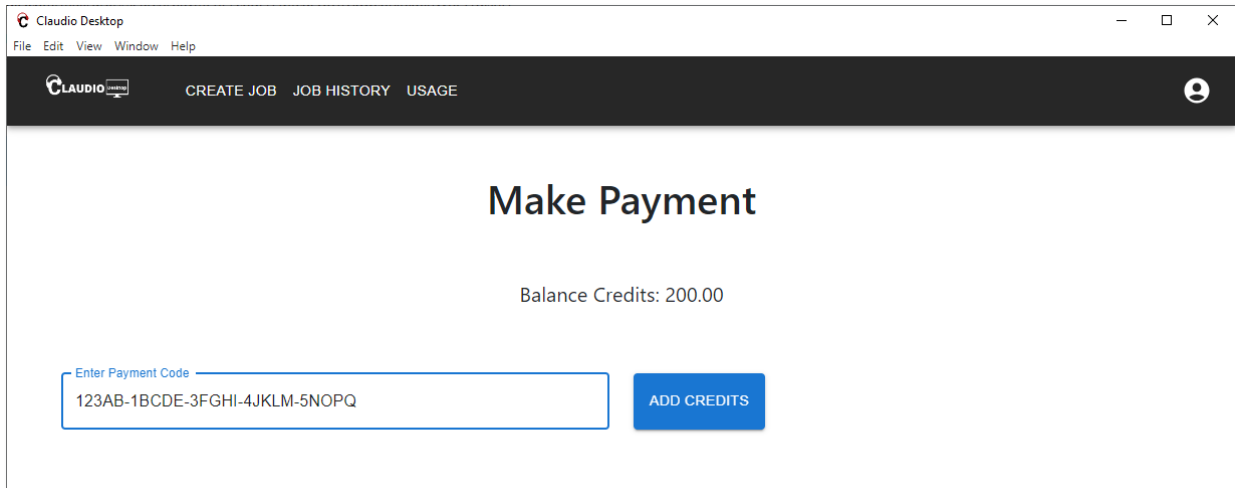 Claudio Desktop
File Edit View Window Help
CLAUDIO Desktop CREATE JOB JOB HISTORY USAGE
Make Payment
Balance Credits: 200.00
Enter Payment Code
123AB-1BCDE-3FGHI-4JKLM-5NOPQ
ADD CREDITS